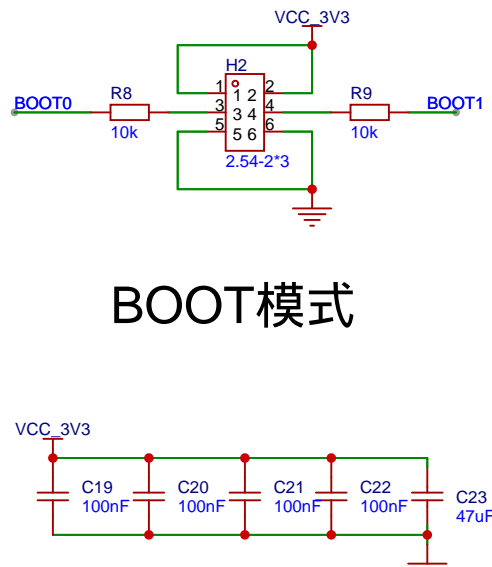 VCC_3V3
H2
BOOT0 R8 1 1 2 2 R9 BOOT1
3 3 4 4
10k 5 5 6 6 10k
2.54-2*3
BOOT模式
VCC_3V3
C19 C20 C21 C22 C23
100nF 100nF 100nF 100nF 47uF